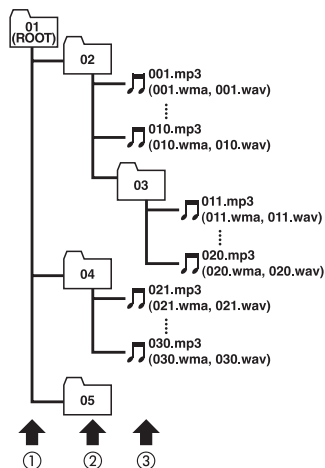 01
(ROOT)
02
001.mp3
(001.wma, 001.wav)
010.mp3
(010.wma, 010.wav)
03
011.mp3
(011.wma, 011.wav)
020.mp3
(020.wma, 020.wav)
04
021.mp3
(021.wma, 021.wav)
030.mp3
(030.wma, 030.wav)
05
① ② ③